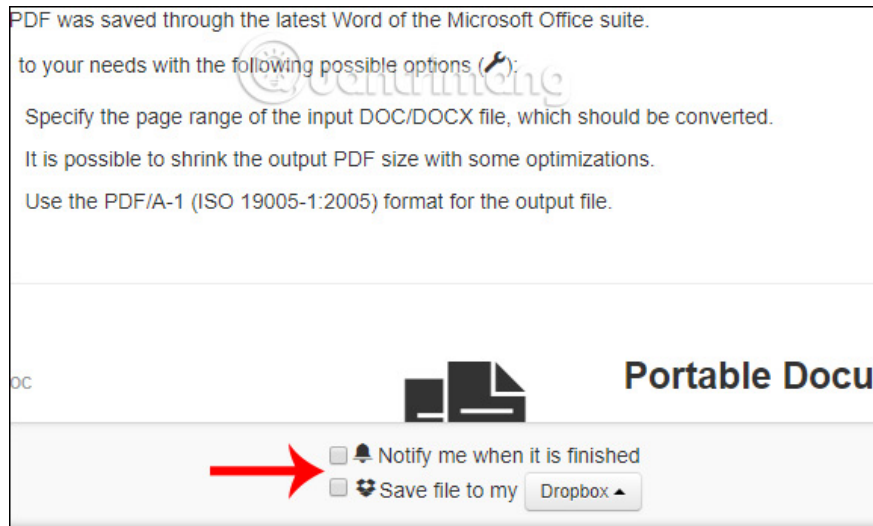 PDF was saved through the latest Word of the Microsoft Office suite.
to your needs with the following possible options ( ):
Quantrimang
Specify the page range of the input DOC/DOCX file, which should be converted.
It is possible to shrink the output PDF size with some optimizations.
Use the PDF/A-1 (ISO 19005-1:2005) format for the output file.
oc
Portable Docu
Notify me when it is finished
Save file to my Dropbox